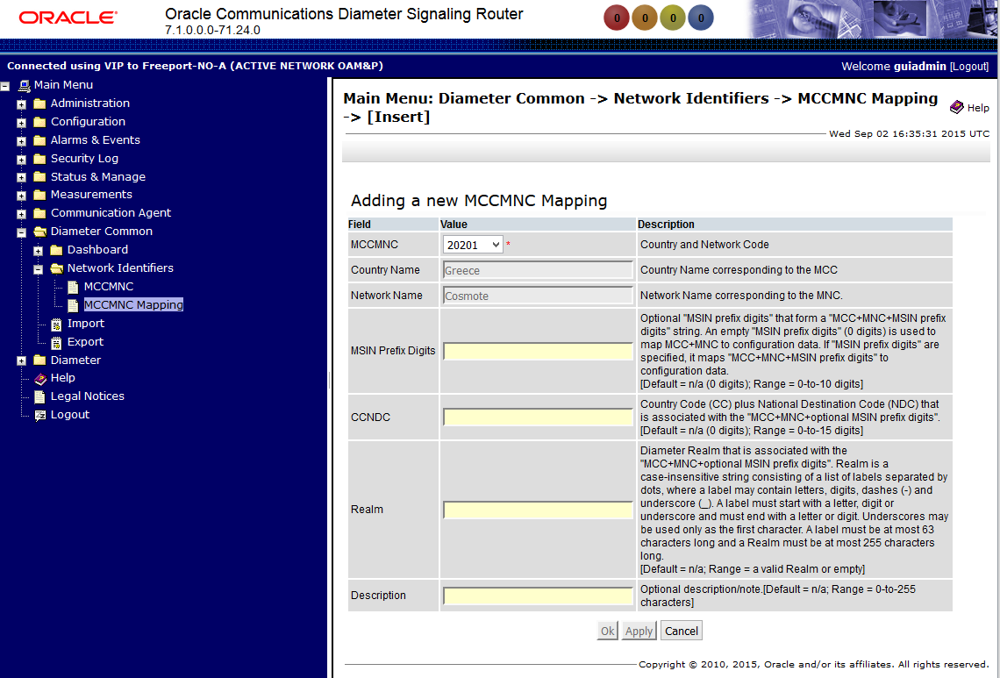 ORACLE®
Oracle Communications Diameter Signaling Router
7.1.0.0.0-71.24.0
0 0 0 0
Connected using VIP to Freeport-NO-A (ACTIVE NETWORK OAM&P)
Welcome guiadmin [Logout]
Main Menu
Administration
Configuration
Alarms & Events
Security Log
Status & Manage
Measurements
Communication Agent
Diameter Common
Dashboard
Network Identifiers
MCCMNC
MCCMNC Mapping
Import
Export
Diameter
Help
Legal Notices
Logout
Main Menu: Diameter Common -> Network Identifiers -> MCCMNC Mapping
-> [Insert]
Help
Wed Sep 02 16:35:31 2015 UTC
Adding a new MCCMNC Mapping
Field Value Description
MCCMNC 20201 * Country and Network Code
Country Name Greece Country Name corresponding to the MCC
Network Name Cosmote Network Name corresponding to the MNC.
MSIN Prefix Digits
Optional "MSIN prefix digits" that form a "MCC+MNC+MSIN prefix
digits" string. An empty "MSIN prefix digits" (0 digits) is used to
map MCC+MNC to configuration data. If "MSIN prefix digits" are
specified, it maps "MCC+MNC+MSIN prefix digits" to
configuration data.
[Default = n/a (0 digits); Range = 0-to-10 digits]
CCNDC
Country Code (CC) plus National Destination Code (NDC) that
is associated with the "MCC+MNC+optional MSIN prefix digits".
[Default = n/a (0 digits); Range = 0-to-15 digits]
Realm
Diameter Realm that is associated with the
"MCC+MNC+optional MSIN prefix digits". Realm is a
case-insensitive string consisting of a list of labels separated by
dots, where a label may contain letters, digits, dashes (-) and
underscore (_). A label must start with a letter, digit or
underscore and must end with a letter or digit. Underscores may
be used only as the first character. A label must be at most 63
characters long and a Realm must be at most 255 characters
long.
[Default = n/a; Range = a valid Realm or empty]
Description
Optional description/note.[Default = n/a; Range = 0-to-255
characters]
Ok Apply Cancel
Copyright © 2010, 2015, Oracle and/or its affiliates. All rights reserved.